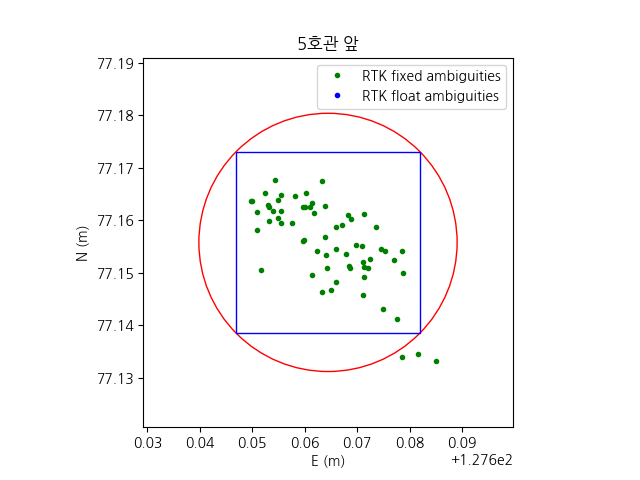 5호관 앞
RTK fixed ambiguities
RTK float ambiguities
N (m)
77.19
77.18
77.17
77.16
77.15
77.14
77.13
0.03 0.04 0.05 0.06 0.07 0.08 0.09
E (m)
+1.276e2